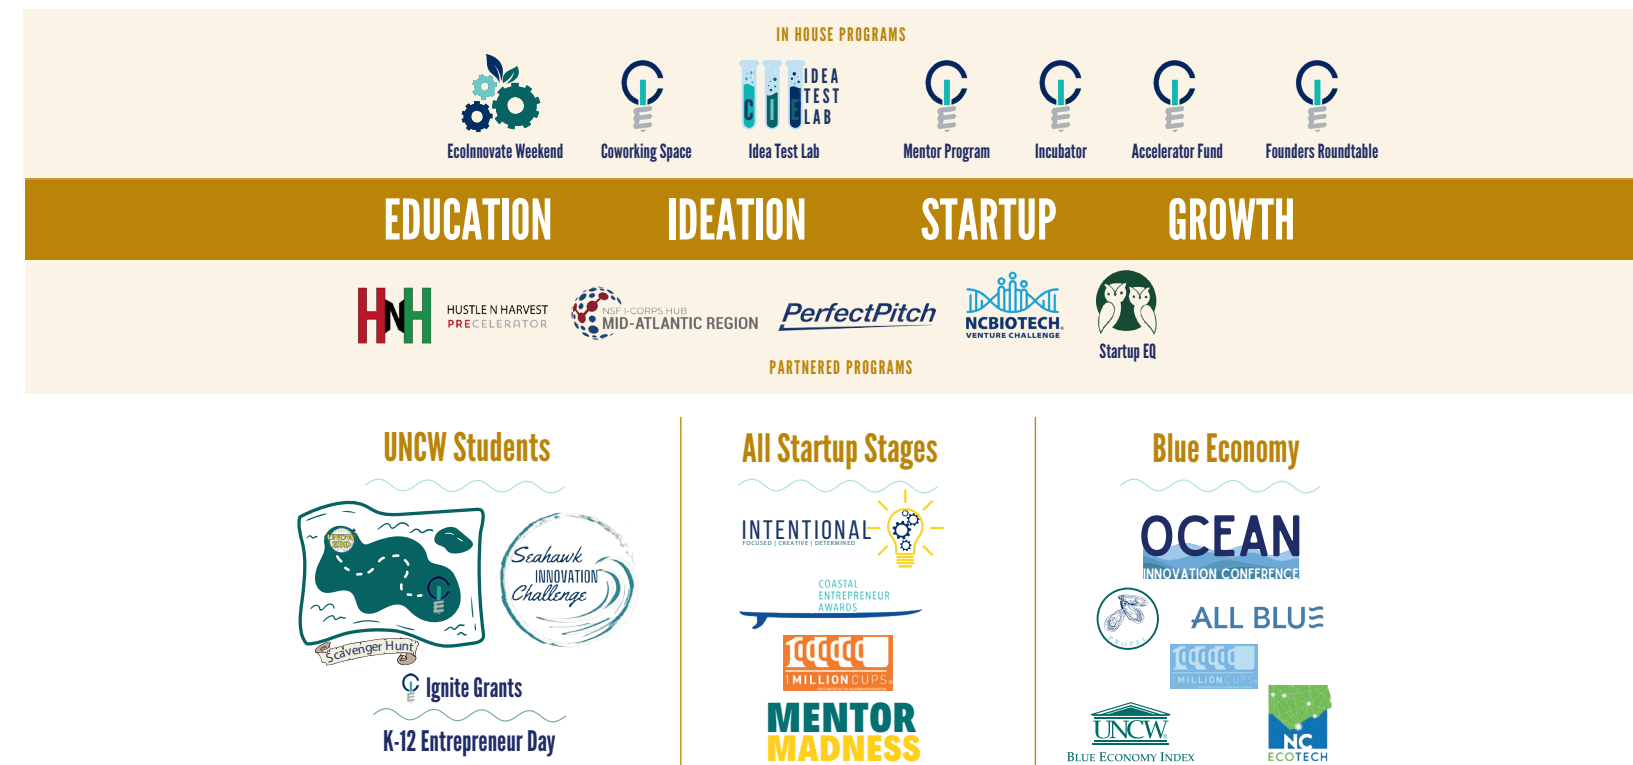 IN HOUSE PROGRAMS
CIE
IDEA
TEST
LAB
EcoInnovate Weekend
Coworking Space
Idea Test Lab
Mentor Program
Incubator
Accelerator Fund
Founders Roundtable
EDUCATION
IDEATION
STARTUP
GROWTH
HNH
HUSTLE N HARVEST
PRECELERATOR
NSF I-CORPS HUB
MID-ATLANTIC REGION
PerfectPitch
NCBIOTECH®
VENTURE CHALLENGE
Startup EQ
PARTNERED PROGRAMS
UNCW Students
Scavenger Hunt
Seahawk
INNOVATION
Challenge
Ignite Grants
K-12 Entrepreneur Day
All Startup Stages
INTENTIONAL
FOCUSED | CREATIVE | DETERMINED
COASTAL
ENTREPRENEUR
AWARDS
1 MILLION CUPS
MENTOR
MADNESS
Blue Economy
OCEAN
INNOVATION CONFERENCE
PROPEL
ALL BLUE
1 MILLION CUPS
UNCW
BLUE ECONOMY INDEX
NC
ECOTECH